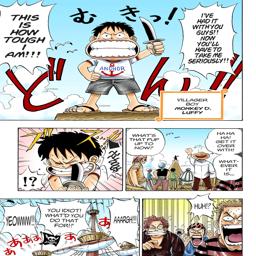 I'VE
HAD IT
WITH YOU
GUYS!!
NOW
YOU'LL
HAVE TO
TAKE ME
SERIOUSLY!!
むきっ!
THIS
IS HOW
TOUGH
I
AM!!!
ANCHOR
どん!!
VILLAGER
BOY
MONKEY D.
LUFFY
HA HA
HA!
GET IT
OVER
WITH!
WHAT-
EVER
IT
IS...
WHAT'S
THAT PUP
UP TO
NOW?
!?
HUH!?
AAARGH!!!
YOU IDIOT!
WHAT'D YOU
DO THAT
FOR!
YEOWWW!!!